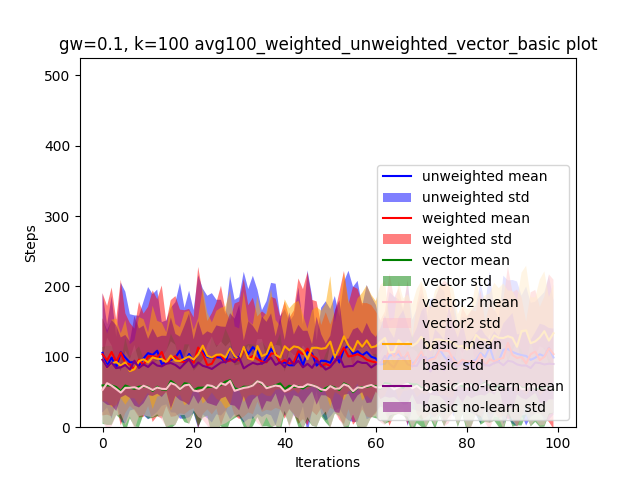 gw=0.1, k=100 avg100_weighted_unweighted_vector_basic plot
500
400
300
200
100
0
Steps
unweighted mean
unweighted std
weighted mean
weighted std
vector mean
vector std
vector2 mean
vector2 std
basic mean
basic std
basic no-learn mean
basic no-learn std
0 20 40 60 80 100
Iterations